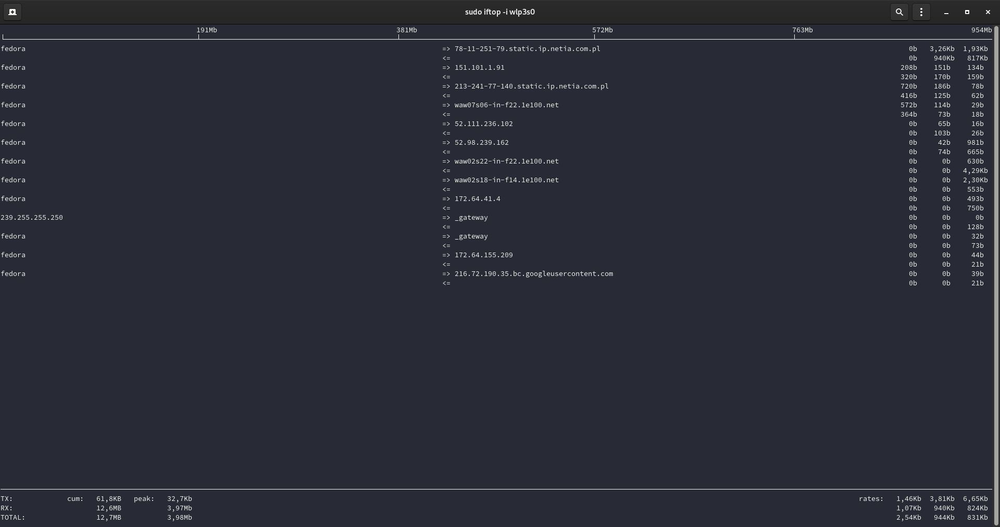 sudo iftop -i wlp3s0
191Mb 381Mb 572Mb 763Mb 954Mb
fedora => 78-11-251-79.static.ip.netia.com.pl 0b 3,26Kb 1,93Kb
<= 0b 940Kb 817Kb
fedora => 151.101.1.91 208b 151b 134b
<= 320b 170b 159b
fedora => 213-241-77-140.static.ip.netia.com.pl 720b 186b 78b
<= 416b 125b 62b
fedora => waw07s06-in-f22.1e100.net 572b 114b 29b
<= 364b 73b 18b
fedora => 52.111.236.102 0b 65b 16b
<= 0b 103b 26b
fedora => 52.98.239.162 0b 42b 981b
<= 0b 74b 665b
fedora => waw02s22-in-f22.1e100.net 0b 0b 630b
<= 0b 0b 4,29Kb
fedora => waw02s18-in-f14.1e100.net 0b 0b 2,30Kb
<= 0b 0b 553b
fedora => 172.64.41.4 0b 0b 493b
<= 0b 0b 750b
239.255.255.250 => _gateway 0b 0b 0b
<= 0b 0b 128b
fedora => _gateway 0b 0b 32b
<= 0b 0b 73b
fedora => 172.64.155.209 0b 0b 44b
<= 0b 0b 21b
fedora => 216.72.190.35.bc.googleusercontent.com 0b 0b 39b
<= 0b 0b 21b
TX: cum: 61,8KB peak: 32,7Kb rates: 1,46Kb 3,81Kb 6,65Kb
RX: 12,6MB 3,97Mb 1,07Kb 940Kb 824Kb
TOTAL: 12,7MB 3,98Mb 2,54Kb 944Kb 831Kb